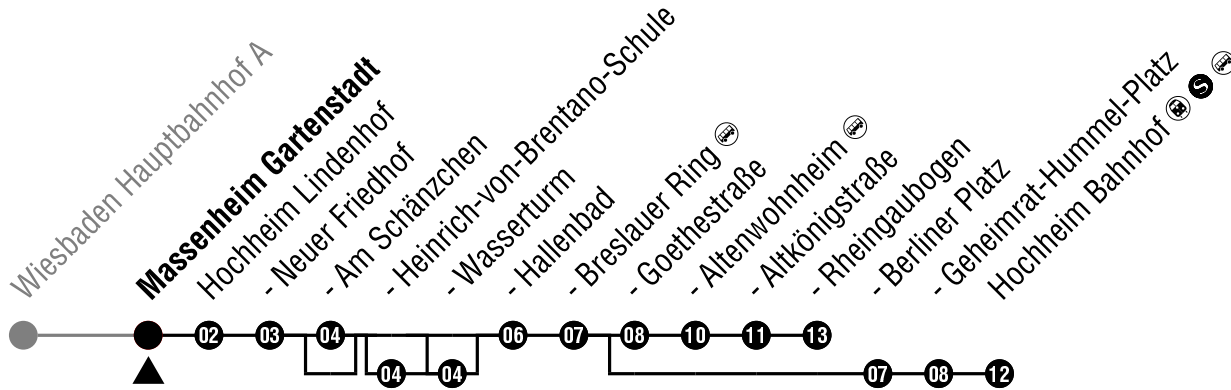 Wiesbaden Hauptbahnhof A
Massenheim Gartenstadt
Hochheim Lindenhof
- Neuer Friedhof
- Am Schänzchen
- Heinrich-von-Brentano-Schule
- Wasserturm
- Hallenbad
- Breslauer Ring
- Goethestraße
- Altenwohnheim
- Altkönigstraße
- Rheingaubogen
- Berliner Platz
- Geheimrat-Hummel-Platz
Hochheim Bahnhof S
02 03 04 06 07 08 10 11 13
04 04 07 08 12